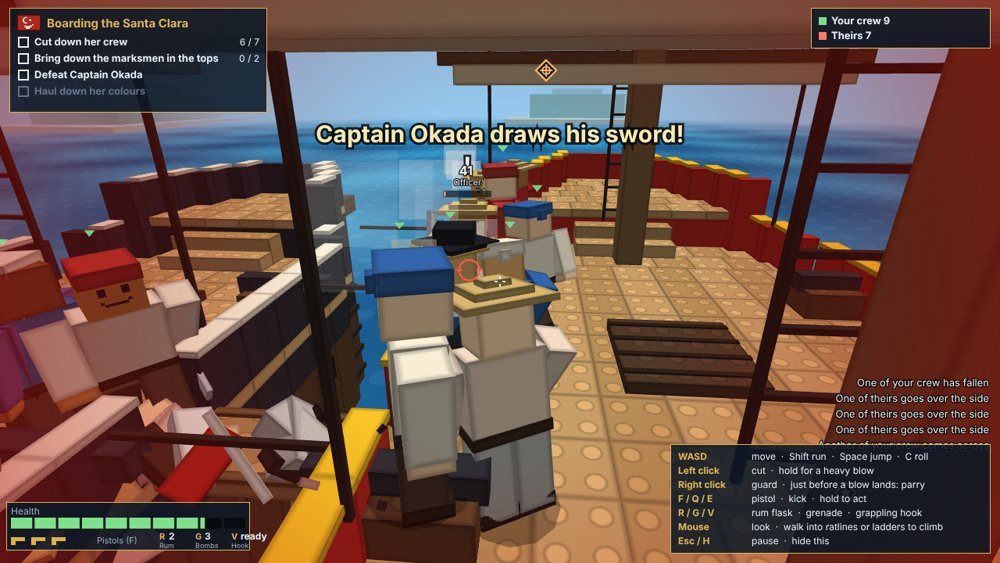 Boarding the Santa Clara
Cut down her crew 6 / 7
Bring down the marksmen in the tops 0 / 2
Defeat Captain Okada
Haul down her colours
Your crew 9
Theirs 7
Captain Okada draws his sword!
!
41
Officer
One of your crew has fallen
One of theirs goes over the side
One of theirs goes over the side
One of theirs goes over the side
Another of your crew comes across
WASD move · Shift run · Space jump · C roll
Left click cut · hold for a heavy blow
Right click guard · just before a blow lands: parry
F / Q / E pistol · kick · hold to act
R / G / V rum flask · grenade · grappling hook
Mouse look · walk into ratlines or ladders to climb
Esc / H pause · hide this
Health
Pistols (F) R 2 Rum G 3 Bombs V ready Hook